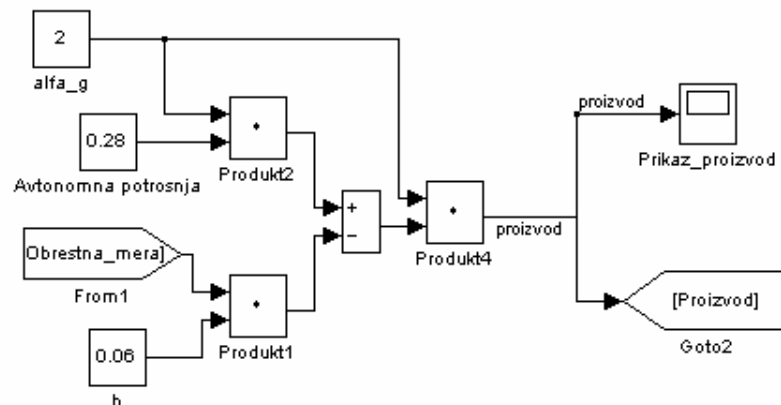 2
alfa_g
0.28
Avtonomna potrosnja
Produkt2
+
−
Obrestna_mera]
From1
0.06
b
Produkt1
Produkt4
proizvod
proizvod
Prikaz_proizvod
[Proizvod]
Goto2